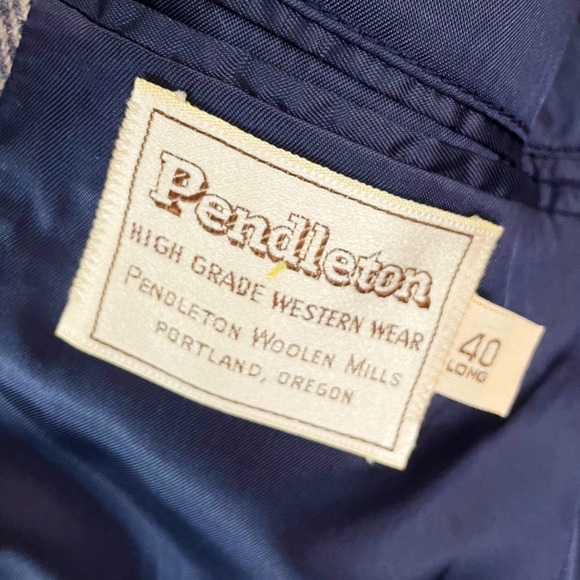 Pendleton
HIGH GRADE WESTERN WEAR
PENDLETON WOOLEN MILLS
PORTLAND, OREGON
40
LONG